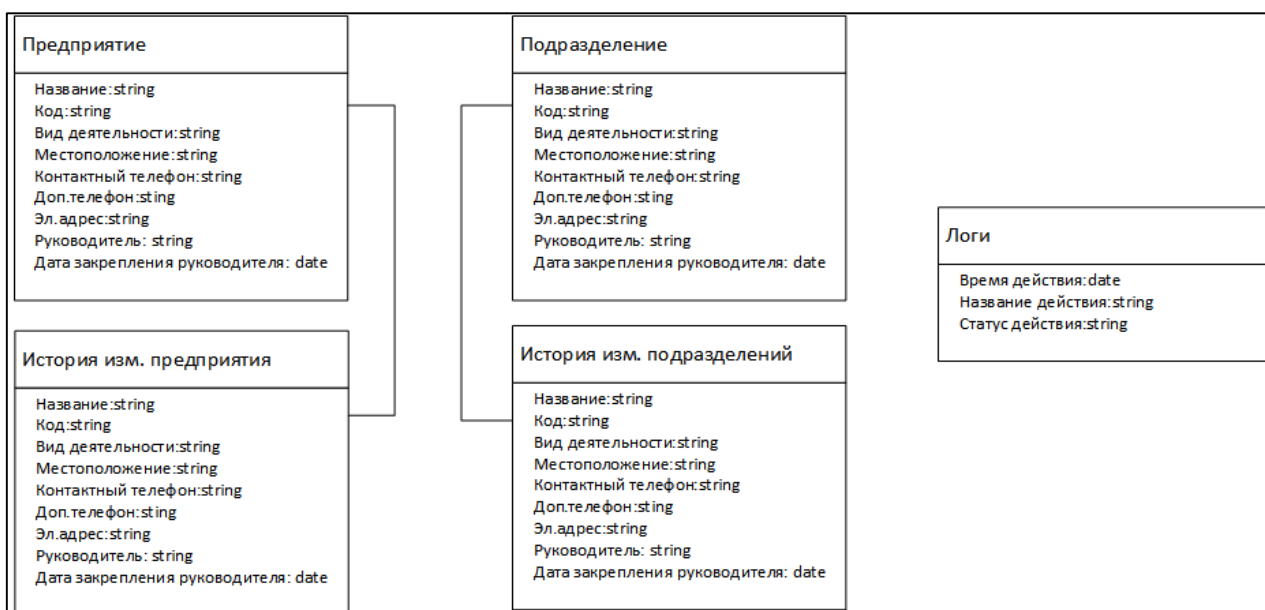 Предприятие
Название:string
Код:string
Вид деятельности:string
Местоположение:string
Контактный телефон:string
Доп.телефон:sting
Эл.адрес:string
Руководитель: string
Дата закрепления руководителя: date
История изм. предприятия
Название:string
Код:string
Вид деятельности:string
Местоположение:string
Контактный телефон:string
Доп.телефон:sting
Эл.адрес:string
Руководитель: string
Дата закрепления руководителя: date
Подразделение
Название:string
Код:string
Вид деятельности:string
Местоположение:string
Контактный телефон:string
Доп.телефон:sting
Эл.адрес:string
Руководитель: string
Дата закрепления руководителя: date
История изм. подразделений
Название:string
Код:string
Вид деятельности:string
Местоположение:string
Контактный телефон:string
Доп.телефон:sting
Эл.адрес:string
Руководитель: string
Дата закрепления руководителя: date
Логи
Время действия:date
Название действия:string
Статус действия:string